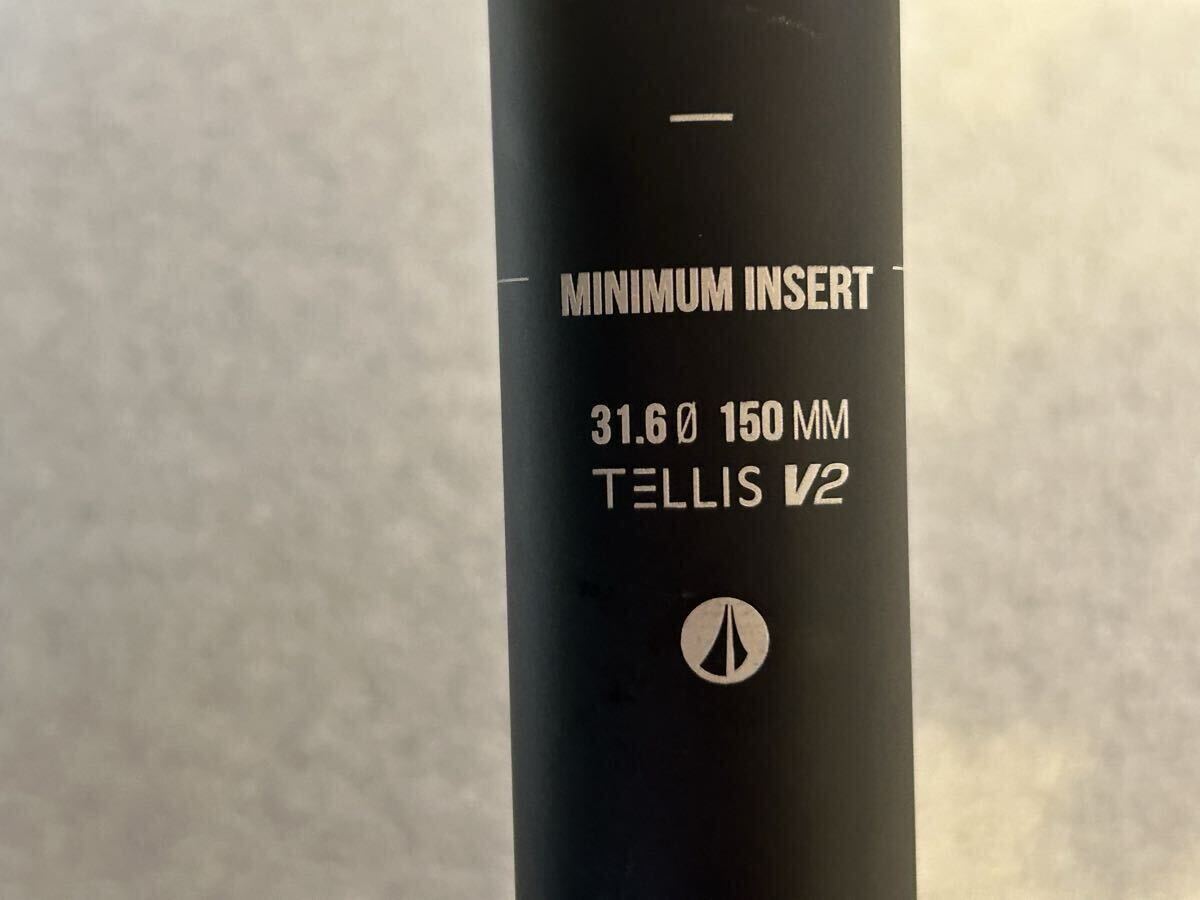 MINIMUM INSERT
31.6 Ø 150 MM
TELLIS V2